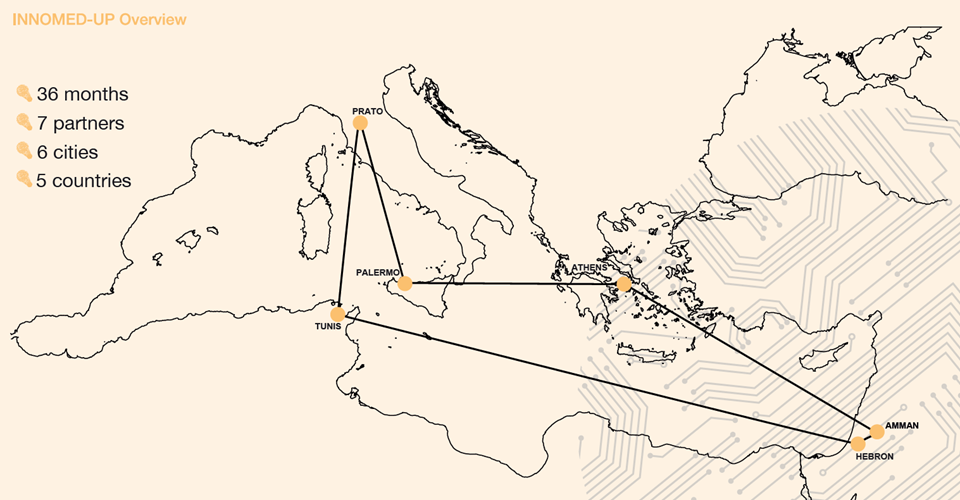 INNOMED-UP Overview
36 months
7 partners
6 cities
5 countries
PRATO
PALERMO
ATHENS
TUNIS
AMMAN
HEBRON